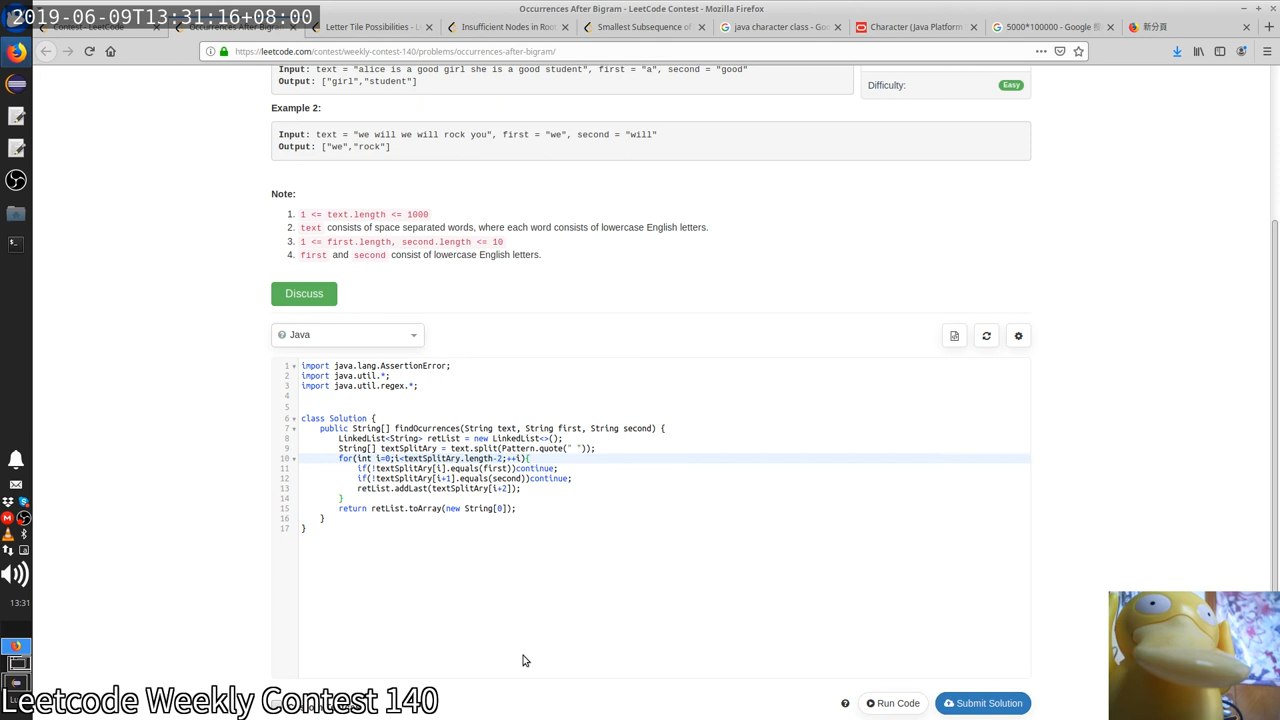 Occurrences After Bigram - LeetCode Contest - Mozilla Firefox
2019-06-09T13:31:16+08:00
Contest - LeetCode
Occurrences After Bigram -
Letter Tile Possibilities -
Insufficient Nodes in Root
Smallest Subsequence of
java character class - Goo
Character (Java Platform
5000*100000 - Google
新分頁
https://leetcode.com/contest/weekly-contest-140/problems/occurrences-after-bigram/
Input: text = "alice is a good girl she is a good student", first = "a", second = "good"
Output: ["girl","student"]
Difficulty:
Easy
Example 2:
Input: text = "we will we will rock you", first = "we", second = "will"
Output: ["we","rock"]
Note:
1. 1 <= text.length <= 1000
2. text consists of space separated words, where each word consists of lowercase English letters.
3. 1 <= first.length, second.length <= 10
4. first and second consist of lowercase English letters.
Discuss
Java
1 import java.lang.AssertionError;
2 import java.util.*;
3 import java.util.regex.*;
4
5
6 class Solution {
7 public String[] findOcurrences(String text, String first, String second) {
8 LinkedList<String> retList = new LinkedList<>();
9 String[] textSplitAry = text.split(Pattern.quote(" "));
10 for(int i=0;i<textSplitAry.length-2;++i){
11 if(!textSplitAry[i].equals(first))continue;
12 if(!textSplitAry[i+1].equals(second))continue;
13 retList.addLast(textSplitAry[i+2]);
14 }
15 return retList.toArray(new String[0]);
16 }
17 }
13:31
Leetcode Weekly Contest 140
Run Code
Submit Solution